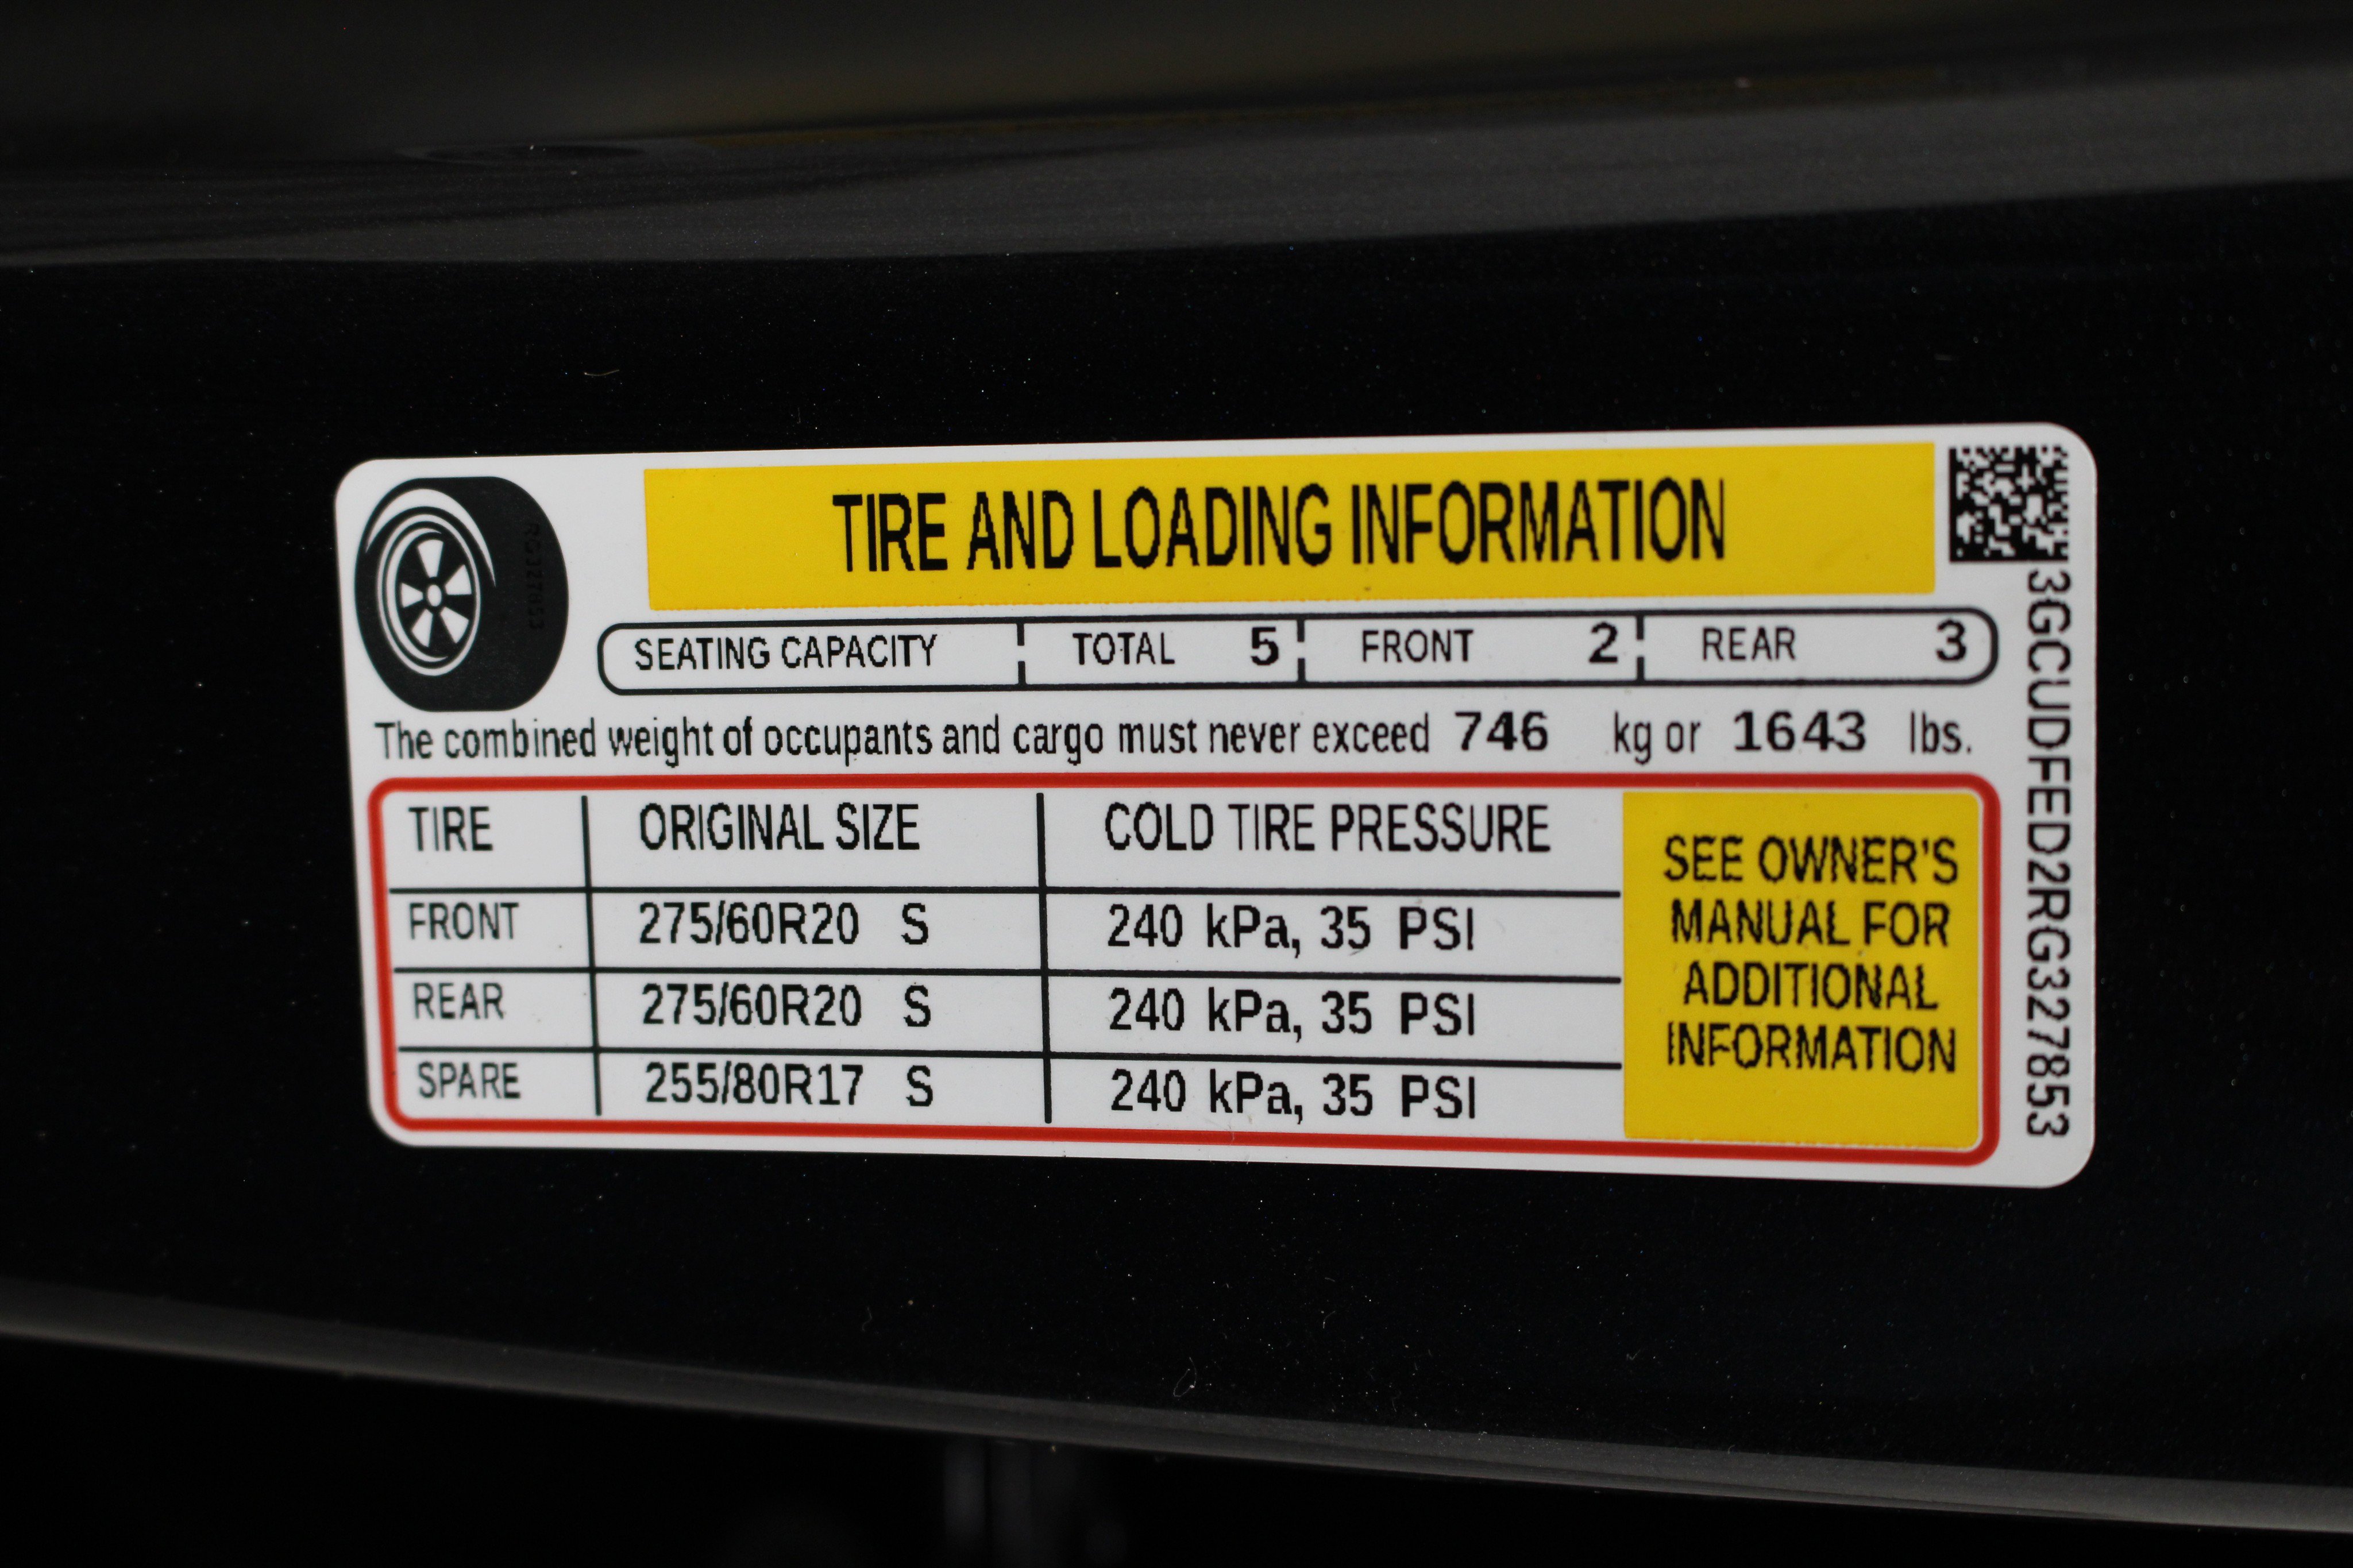 TIRE AND LOADING INFORMATION
SEATING CAPACITY TOTAL 5 FRONT 2 REAR 3
The combined weight of occupants and cargo must never exceed 746 kg or 1643 lbs.
TIRE ORIGINAL SIZE COLD TIRE PRESSURE
FRONT 275/60R20 S 240 kPa, 35 PSI
REAR 275/60R20 S 240 kPa, 35 PSI
SPARE 255/80R17 S 240 kPa, 35 PSI
SEE OWNER'S
MANUAL FOR
ADDITIONAL
INFORMATION
3GCUDFED2RG327853
RG327853